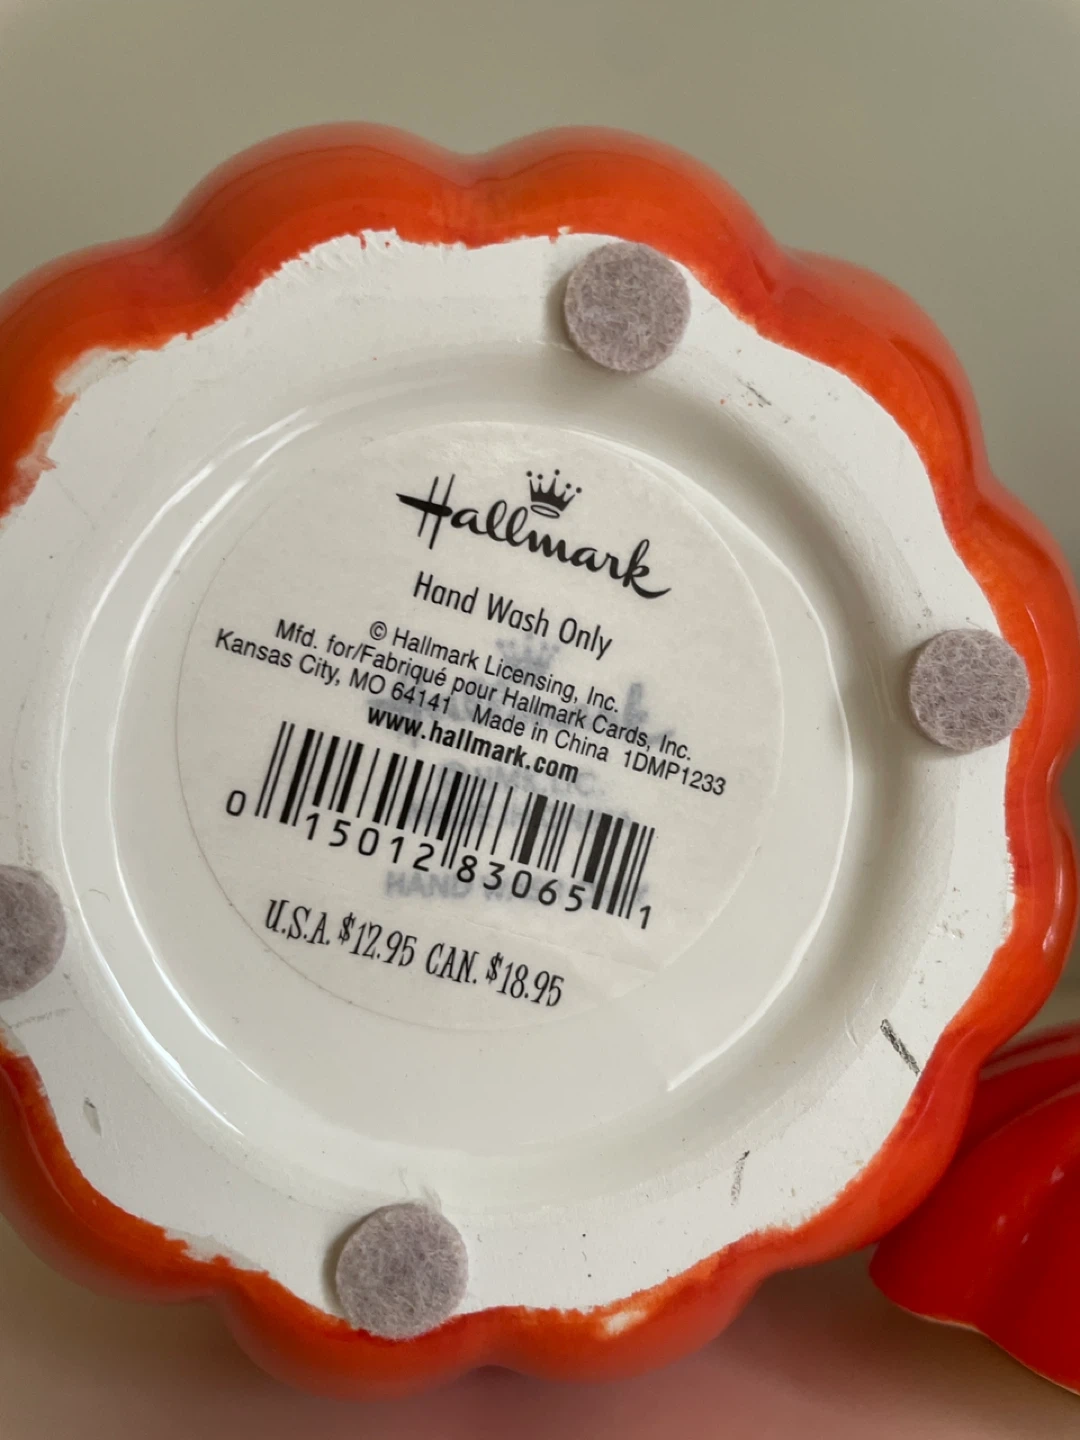 Hallmark
Hand Wash Only
© Hallmark Licensing, Inc.
Mfd. for/Fabriqué pour Hallmark Cards, Inc.
Kansas City, MO 64141 Made in China 1DMP1233
www.hallmark.com
0 15012 83065 1
U.S.A. $12.95 CAN. $18.95
HAND